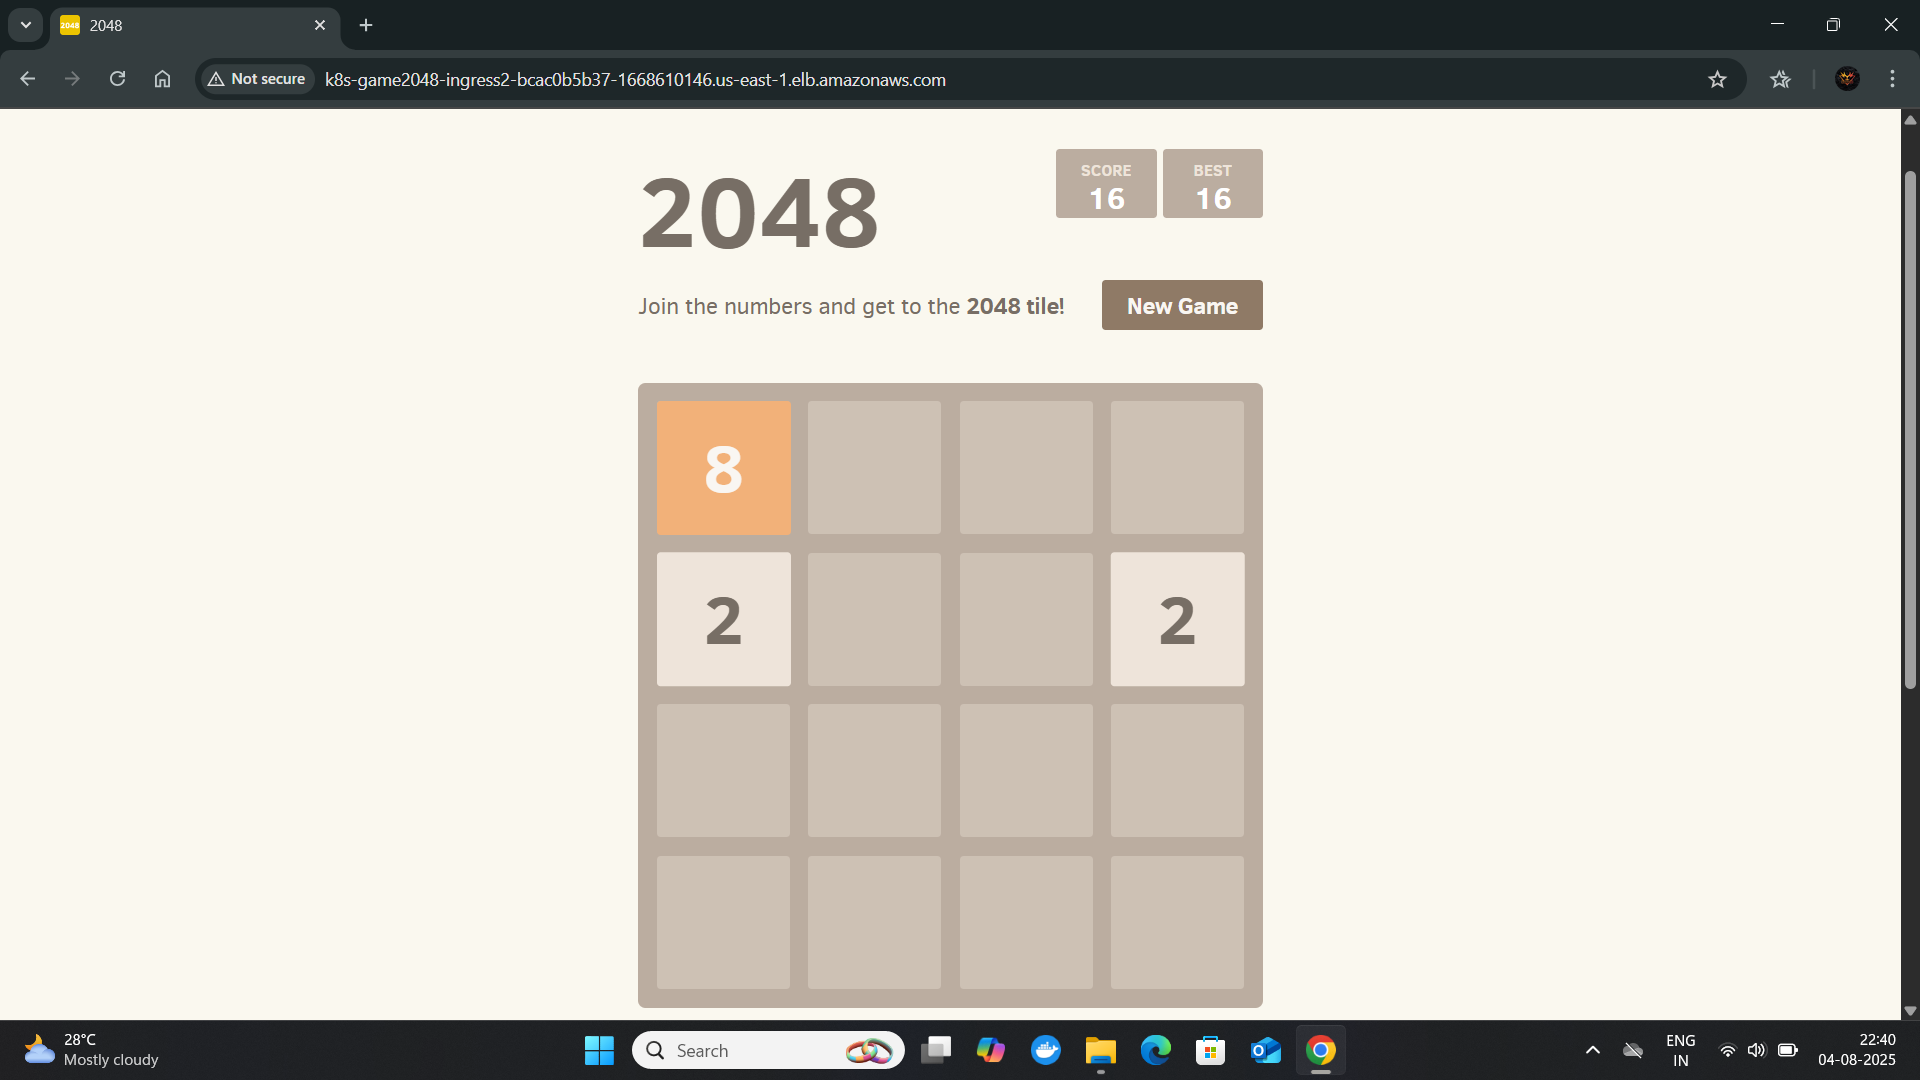 2048
2048
Not secure
k8s-game2048-ingress2-bcac0b5b37-1668610146.us-east-1.elb.amazonaws.com
2048
SCORE
16
BEST
16
Join the numbers and get to the 2048 tile!
New Game
8
2
2
28°C
Mostly cloudy
Search
ENG
IN
22:40
04-08-2025